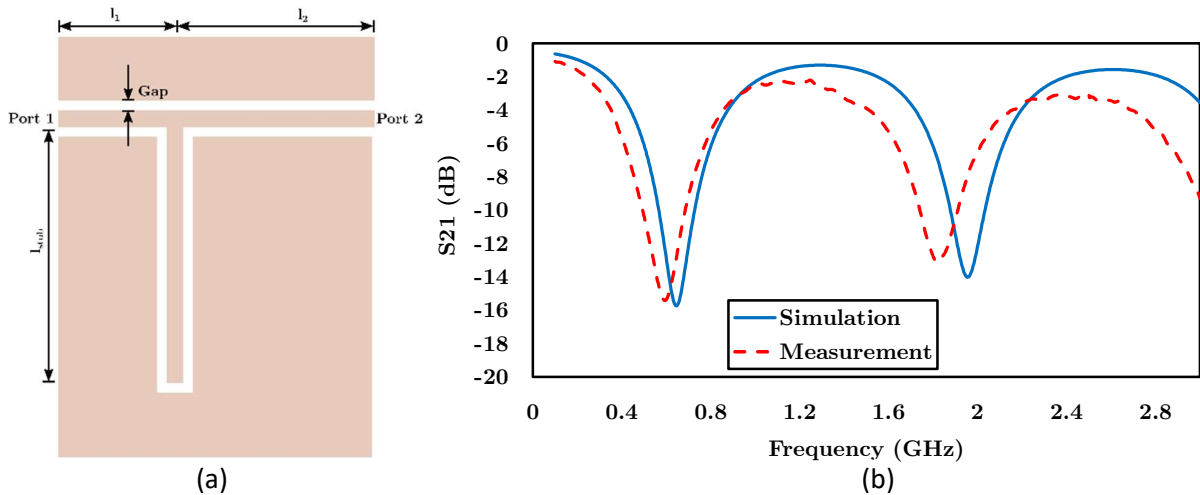 l₁
l₂
Gap
Port 1
Port 2
lstub
(a)
0
-2
-4
-6
-8
-10
-12
-14
-16
-18
-20
S21 (dB)
Simulation
Measurement
0
0.4
0.8
1.2
1.6
2
2.4
2.8
Frequency (GHz)
(b)